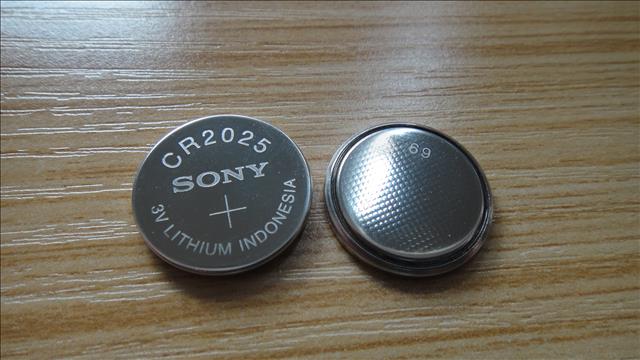 CR2025
SONY
+
3V LITHIUM INDONESIA
69